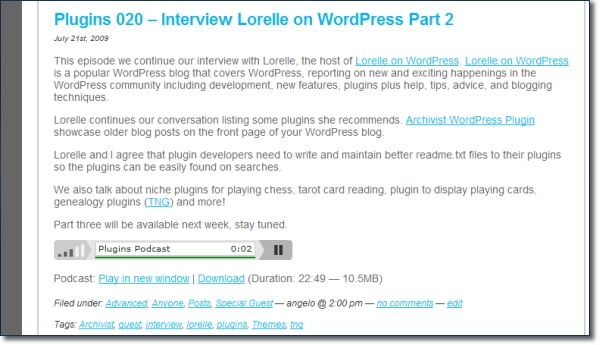 Plugins 020 – Interview Lorelle on WordPress Part 2
July 21st, 2009
This episode we continue our interview with Lorelle, the host of Lorelle on WordPress. Lorelle on WordPress
is a popular WordPress blog that covers WordPress, reporting on new and exciting happenings in the
WordPress community including development, new features, plugins plus help, tips, advice, and blogging
techniques.
Lorelle continues our conversation listing some plugins she recommends. Archivist WordPress Plugin
showcase older blog posts on the front page of your WordPress blog.
Lorelle and I agree that plugin developers need to write and maintain better readme.txt files to their plugins
so the plugins can be easily found on searches.
We also talk about niche plugins for playing chess, tarot card reading, plugin to display playing cards,
genealogy plugins (TNG) and more!
Part three will be available next week, stay tuned.
Plugins Podcast 0:02
Podcast: Play in new window | Download (Duration: 22:49 — 10.5MB)
Filed under: Advanced, Anyone, Posts, Special Guest — angelo @ 2:00 pm — no comments — edit
Tags: Archivist, guest, interview, lorelle, plugins, Themes, tng